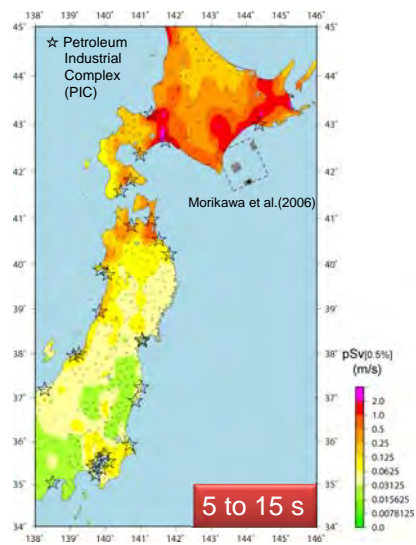 138° 139° 140° 141° 142° 143° 144° 145° 146°
45° 45°
☆ Petroleum
Industrial
Complex
(PIC)
44° 44°
43° 43°
42° 42°
Morikawa et al.(2006)
41° 41°
40° 40°
39° 39°
38° 38°
pSv[0.5%]
(m/s)
37° 37°
2.0
1.0
0.5
36° 36°
0.25
0.125
0.0625
35° 35°
0.03125
0.015625
5 to 15 s
0.0078125
34° 34°
0.0
138° 139° 140° 141° 142° 143° 144° 145° 146°